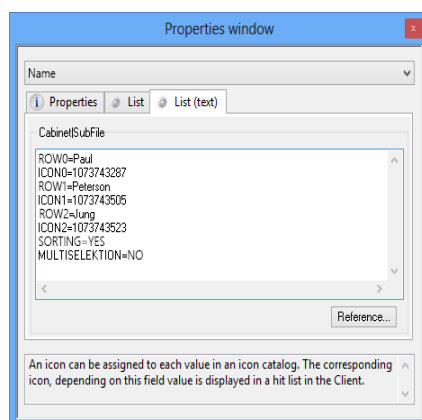 Properties window
x
Name
Properties List List (text)
Cabinet|SubFile
ROW0=Paul
ICON0=1073743287
ROW1=Peterson
ICON1=1073743505
ROW2=Jung
ICON2=1073743523
SORTING=YES
MULTISELEKTION=NO
Reference...
An icon can be assigned to each value in an icon catalog. The corresponding
icon, depending on this field value is displayed in a hit list in the Client.